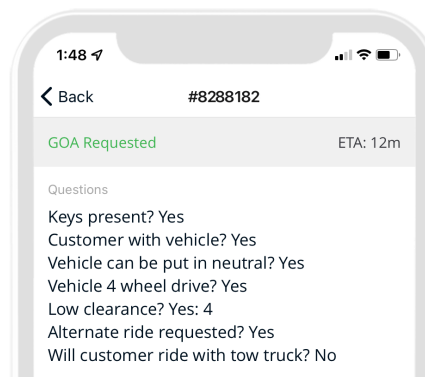 1:48
Back
#8288182
GOA Requested
ETA: 12m
Questions
Keys present? Yes
Customer with vehicle? Yes
Vehicle can be put in neutral? Yes
Vehicle 4 wheel drive? Yes
Low clearance? Yes: 4
Alternate ride requested? Yes
Will customer ride with tow truck? No